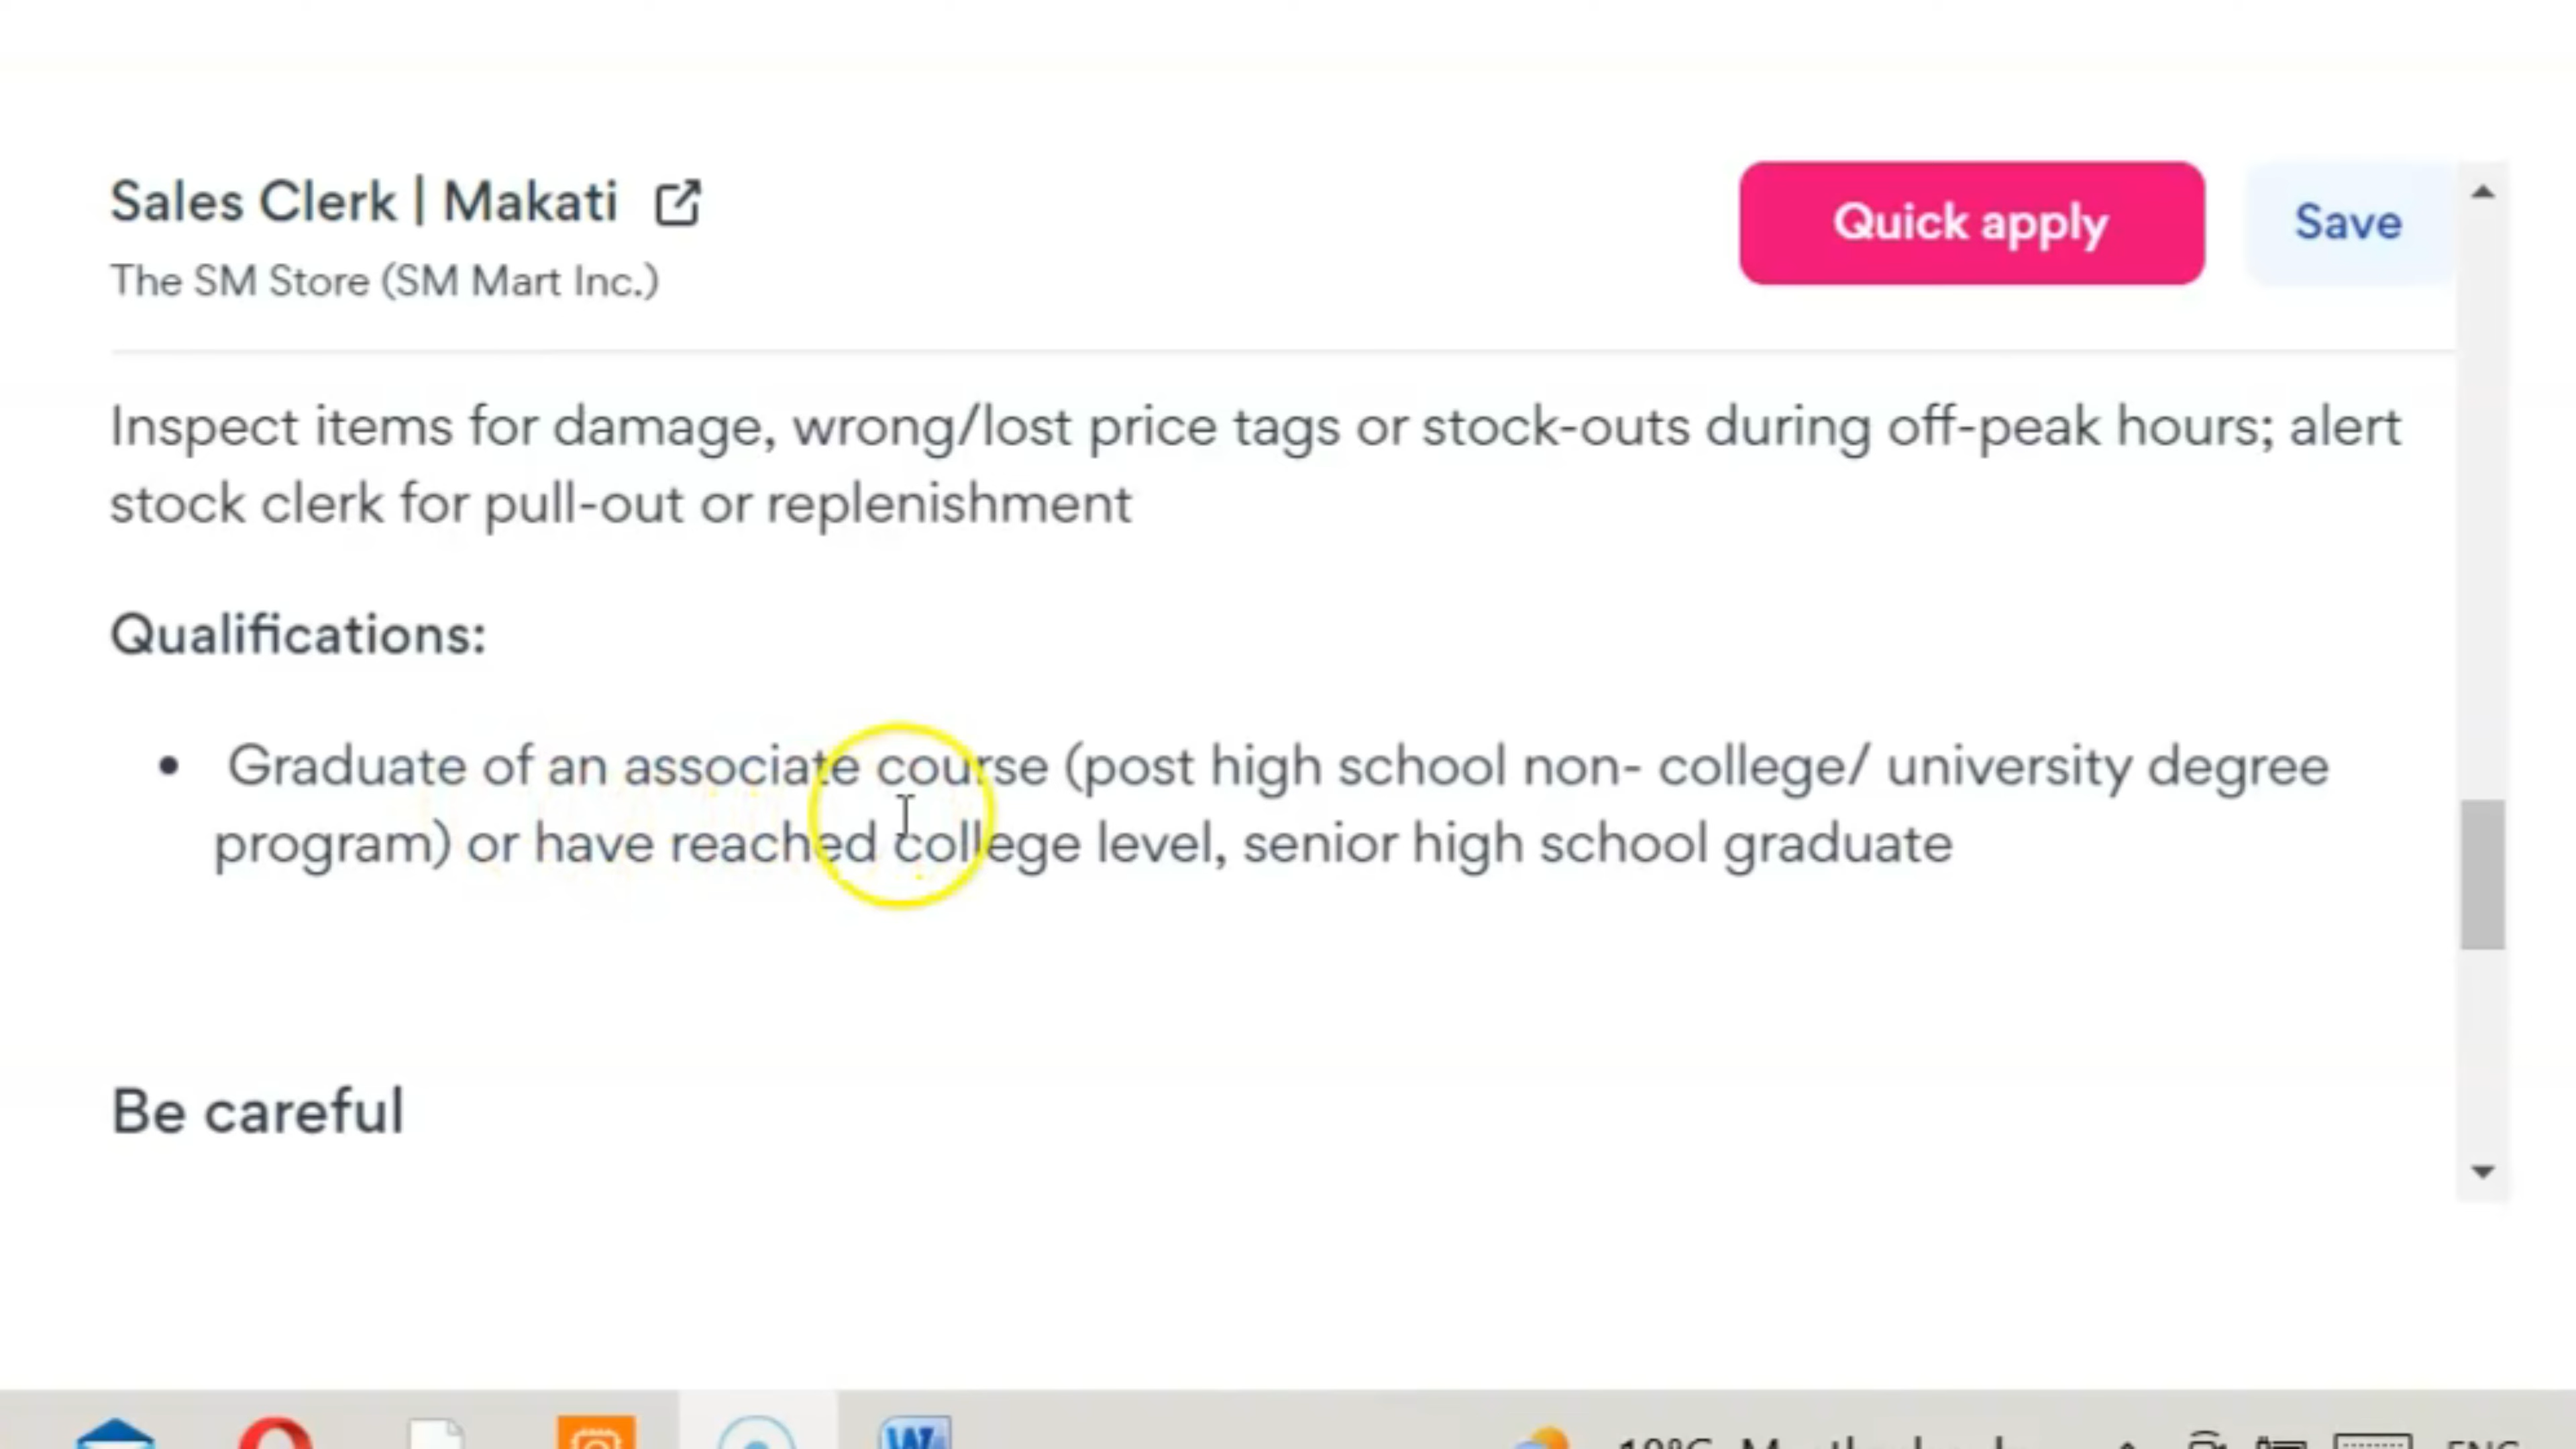 Sales Clerk | Makati
Quick apply
Save
The SM Store (SM Mart Inc.)
Inspect items for damage, wrong/lost price tags or stock-outs during off-peak hours; alert
stock clerk for pull-out or replenishment
Qualifications:
• Graduate of an associate course (post high school non- college/ university degree
program) or have reached college level, senior high school graduate
Be careful
W